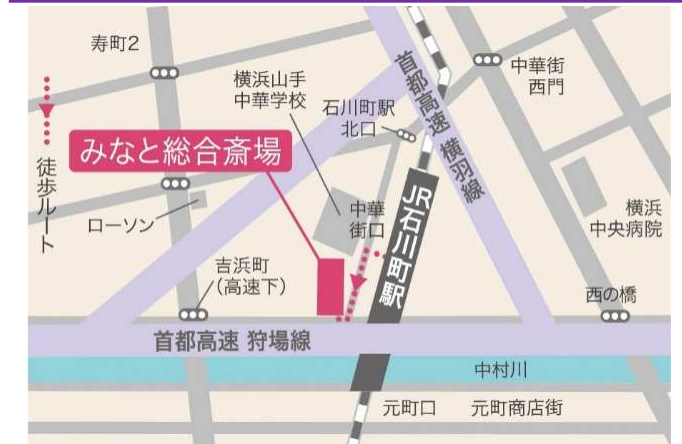 寿町2
横浜山手
中華学校
石川町駅
北口
首都高速 横羽線
中華街
西門
徒歩ルート
みなと総合斎場
ローソン
中華
街口
JR石川町駅
横浜
中央病院
吉浜町
(高速下)
西の橋
首都高速 狩場線
中村川
元町口
元町商店街